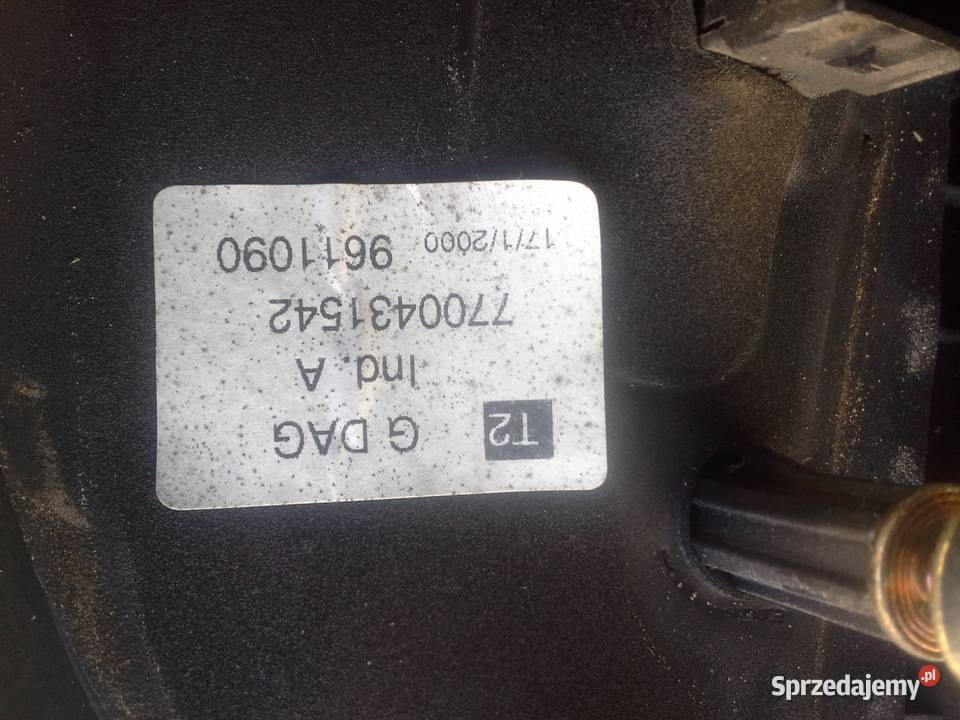 T2 G DAG
Ind. A
7700431542
17/1/2000 9611090
Sprzedajemy.pl